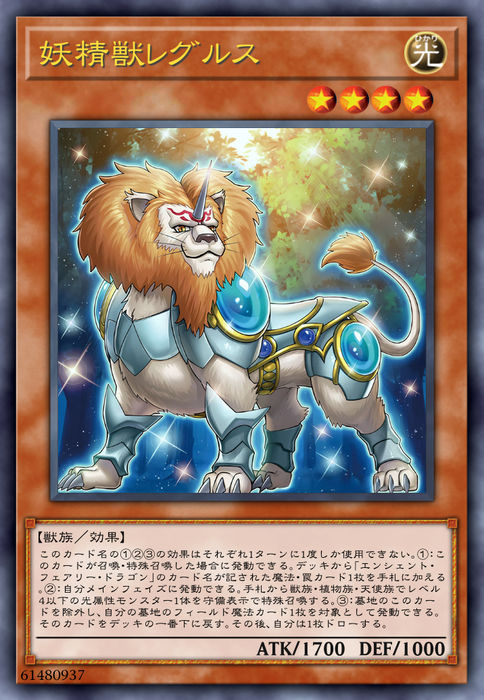 妖精獣レグルス
ひかり
光
【獣族/効果】
このカード名の①②③の効果はそれぞれ1ターンに1度しか使用できない。①:こ
のカードが召喚・特殊召喚した場合に発動できる。デッキから「エンシェント・
フェアリー・ドラゴン」のカード名が記された魔法・罠カード1枚を手札に加える
。②:自分メインフェイズに発動できる。手札から獣族・植物族・天使族でレベル
4以下の光属性モンスター1体を守備表示で特殊召喚する。③:墓地のこのカー
ドを除外し、自分の墓地のフィールド魔法カード1枚を対象として発動できる。
そのカードをデッキの一番下に戻す。その後、自分は1枚ドローする。
ATK/1700 DEF/1000
61480937